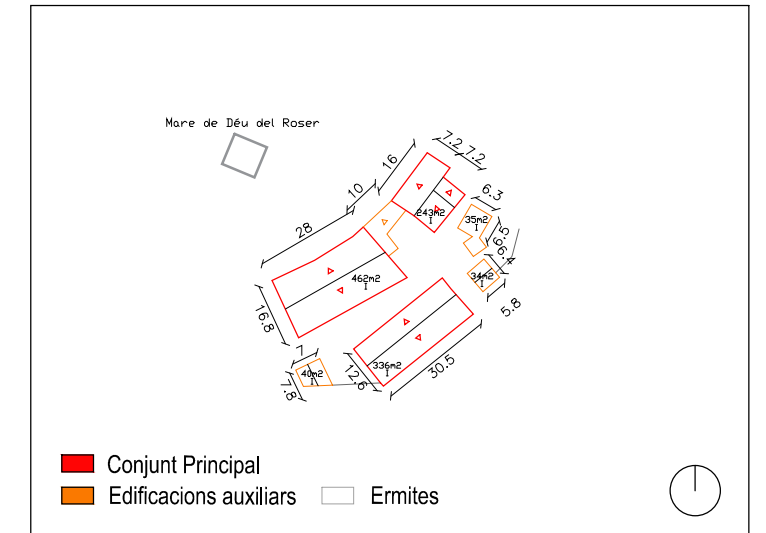 Mare de Déu del Roser
7.2
7.2
16
10
6.3
28
243m2
I
35m2
I
6.5
6.4
462m2
I
34m2
I
16.8
5.8
7
336m2
I
12.6
30.5
40m2
I
7.8
Conjunt Principal
Edificacions auxiliars
Ermites